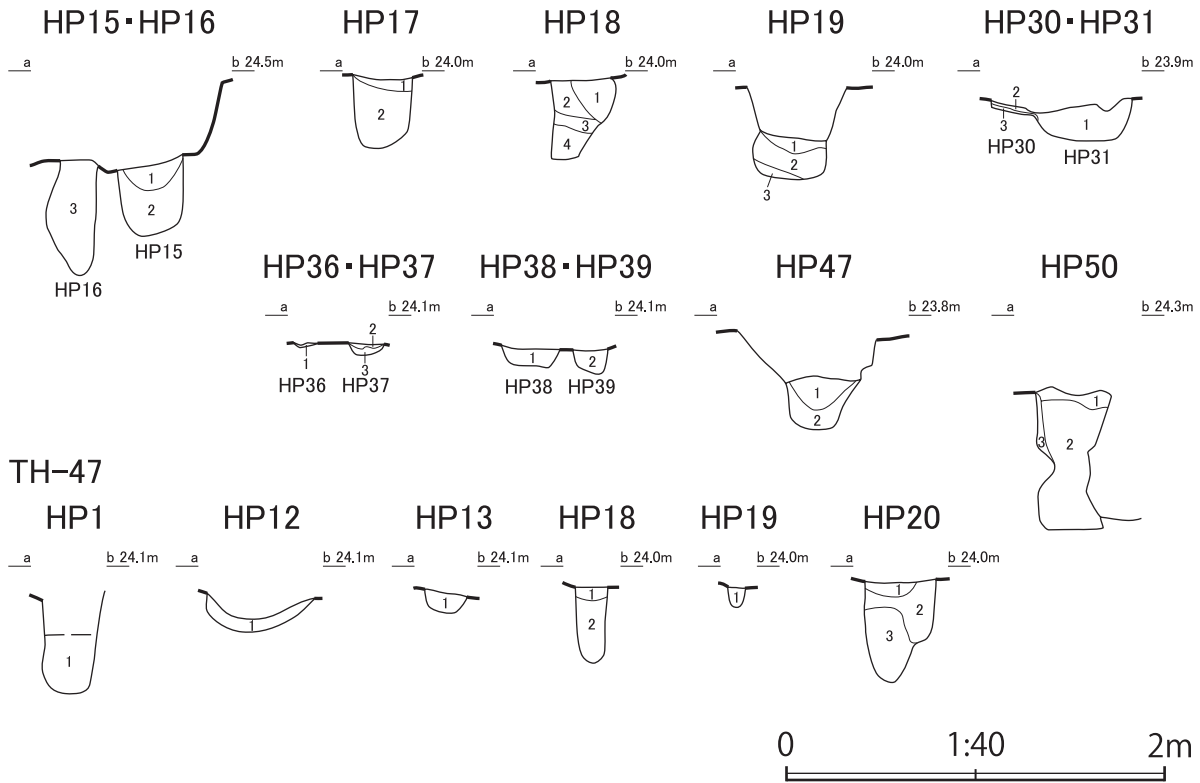 HP15・HP16 HP17 HP18 HP19 HP30・HP31
a b 24.5m a b 24.0m a b 24.0m a b 24.0m a b 23.9m
1 2 3 HP15 HP16
1 2
1 2 3 4
1 2 3
2 3 HP30 1 HP31
HP36・HP37 HP38・HP39 HP47 HP50
a b 24.1m a b 24.1m a b 23.8m a b 24.3m
1 HP36 2 3 HP37
1 HP38 2 HP39
1 2
1 2 3
TH-47
HP1 HP12 HP13 HP18 HP19 HP20
a b 24.1m a b 24.1m a b 24.1m a b 24.0m a b 24.0m a b 24.0m
1
1
1
1 2
1
1 2 3
0 1:40 2m